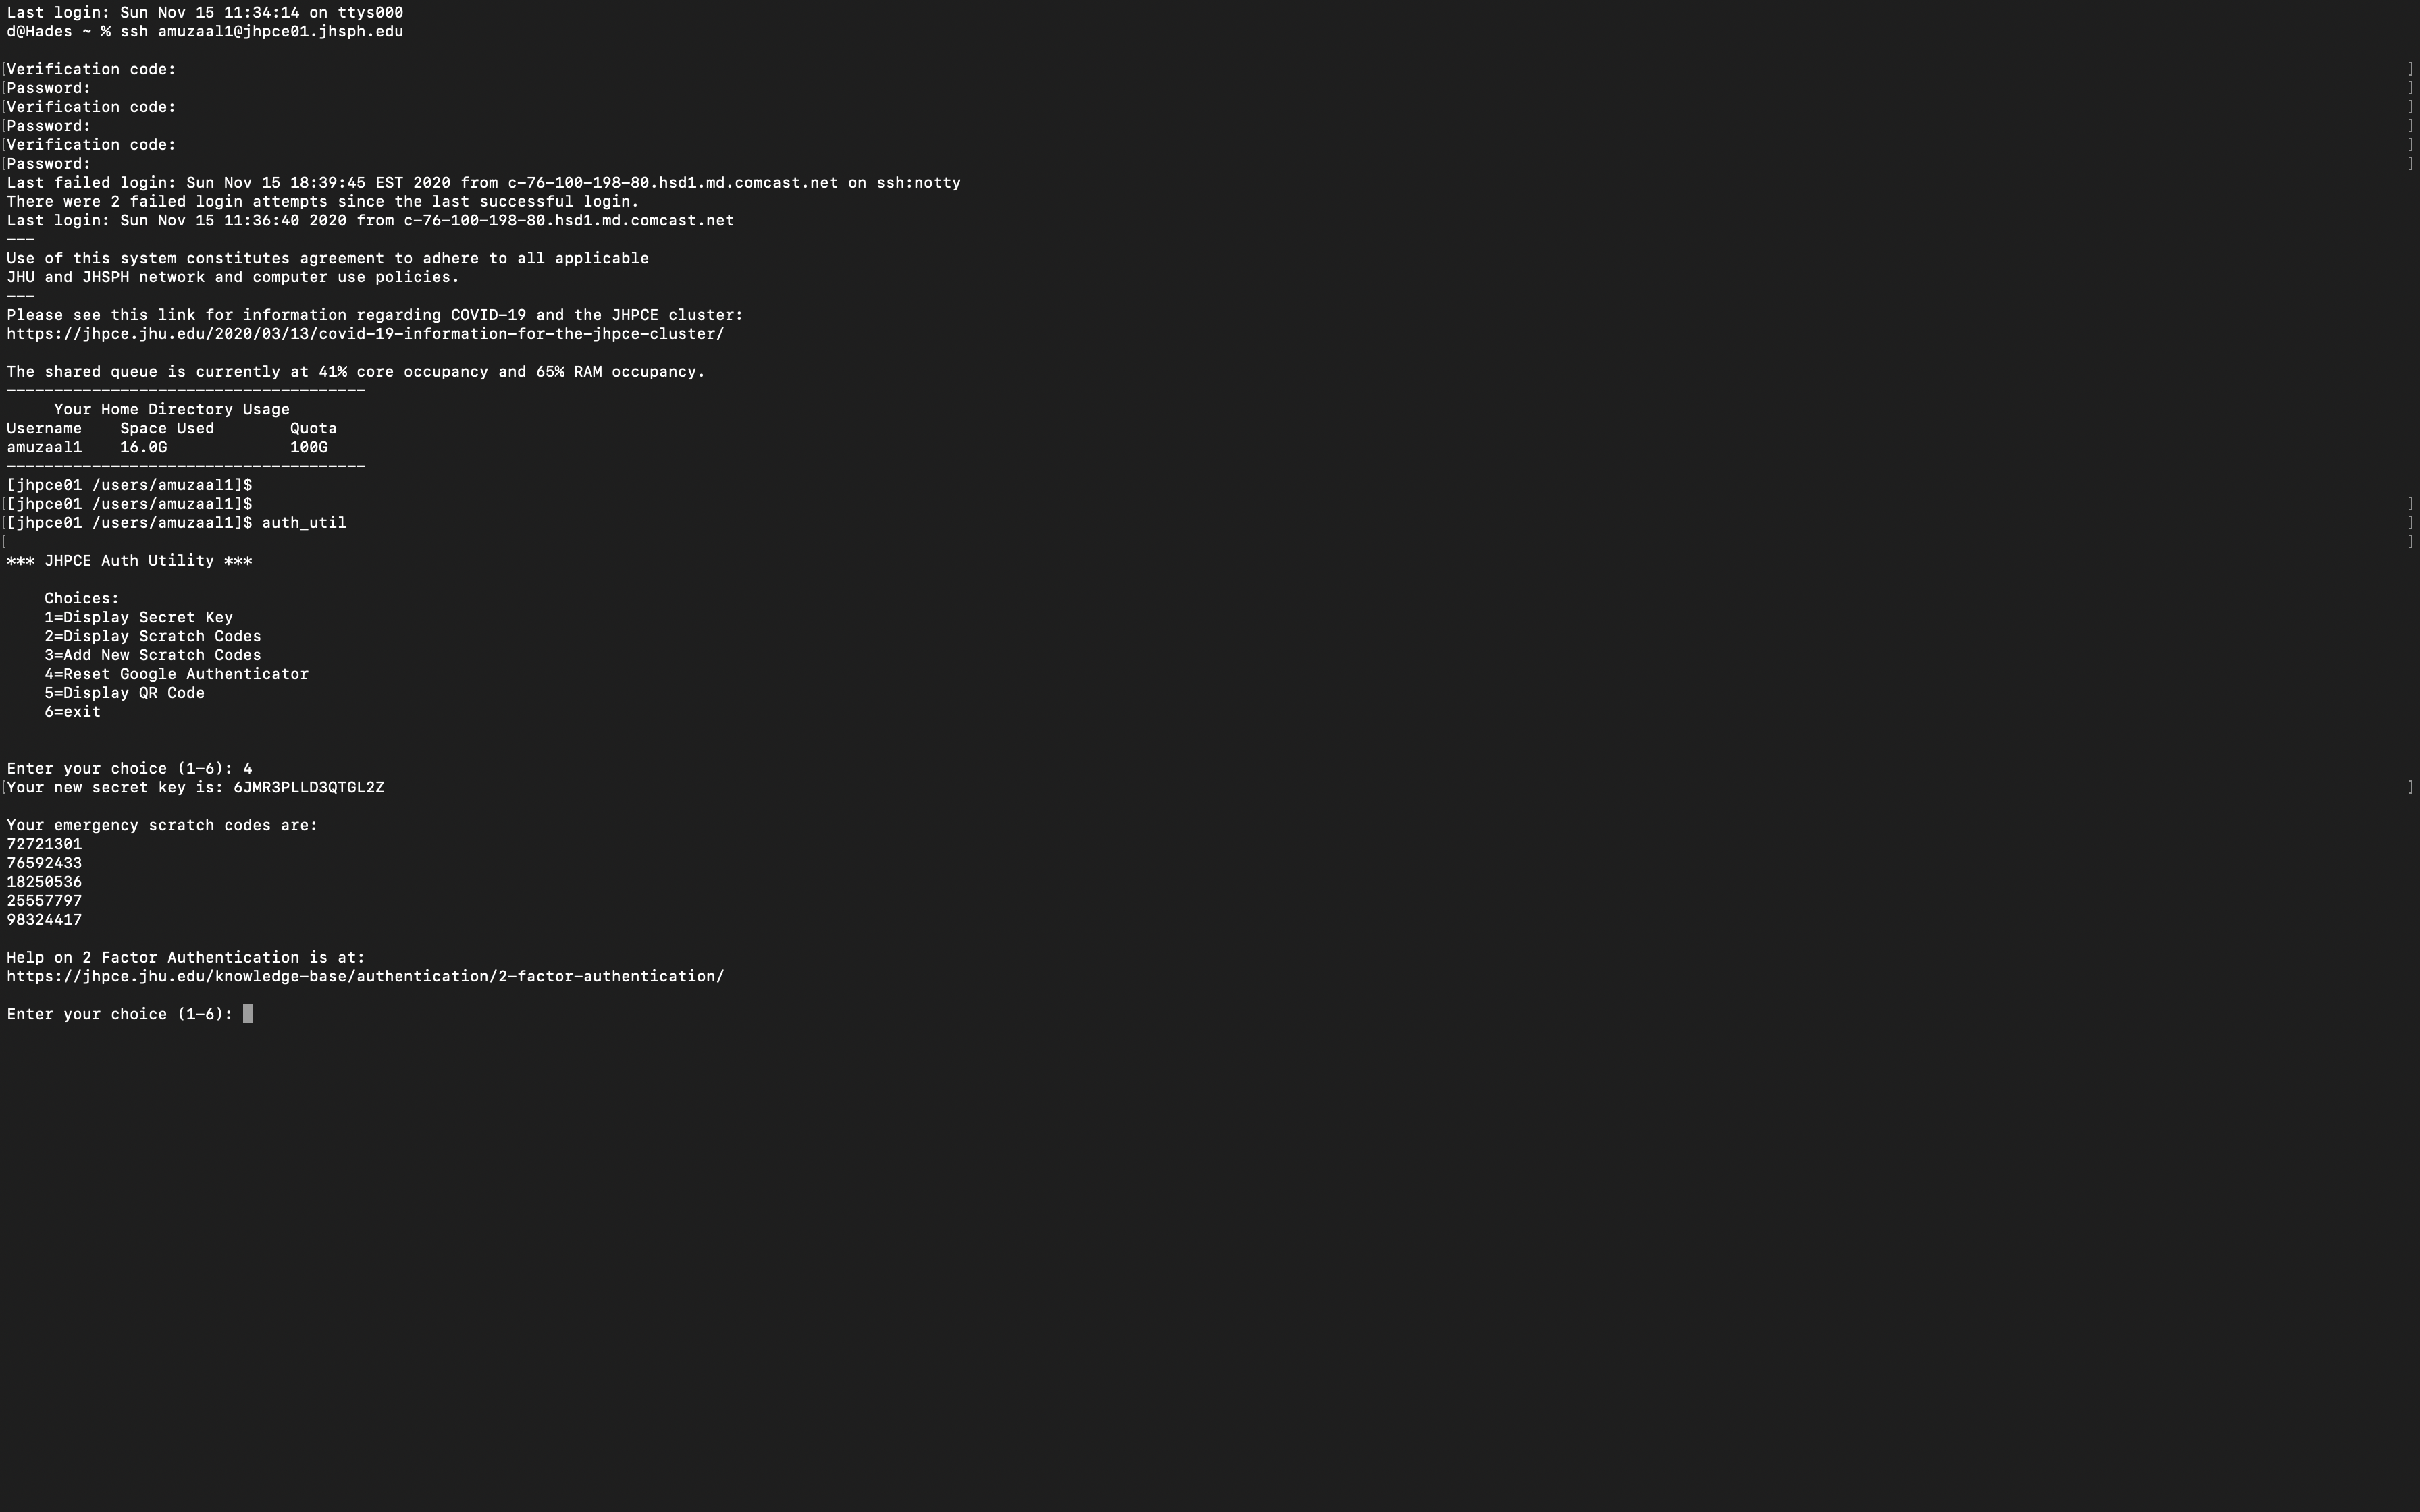 Last login: Sun Nov 15 11:34:14 on ttys000
d@Hades ~ % ssh amuzaal1@jhpce01.jhsph.edu
[Verification code: ]
[Password: ]
[Verification code: ]
[Password: ]
[Verification code: ]
[Password: ]
Last failed login: Sun Nov 15 18:39:45 EST 2020 from c-76-100-198-80.hsd1.md.comcast.net on ssh:notty
There were 2 failed login attempts since the last successful login.
Last login: Sun Nov 15 11:36:40 2020 from c-76-100-198-80.hsd1.md.comcast.net
---
Use of this system constitutes agreement to adhere to all applicable
JHU and JHSPH network and computer use policies.
---
Please see this link for information regarding COVID-19 and the JHPCE cluster:
https://jhpce.jhu.edu/2020/03/13/covid-19-information-for-the-jhpce-cluster/
The shared queue is currently at 41% core occupancy and 65% RAM occupancy.
--------------------------------------
Your Home Directory Usage
Username Space Used Quota
amuzaal1 16.0G 100G
--------------------------------------
[jhpce01 /users/amuzaal1]$
[[jhpce01 /users/amuzaal1]$ ]
[[jhpce01 /users/amuzaal1]$ auth_util ]
[ ]
*** JHPCE Auth Utility ***
Choices:
1=Display Secret Key
2=Display Scratch Codes
3=Add New Scratch Codes
4=Reset Google Authenticator
5=Display QR Code
6=exit
Enter your choice (1-6): 4
[Your new secret key is: 6JMR3PLLD3QTGL2Z ]
Your emergency scratch codes are:
72721301
76592433
18250536
25557797
98324417
Help on 2 Factor Authentication is at:
https://jhpce.jhu.edu/knowledge-base/authentication/2-factor-authentication/
Enter your choice (1-6):